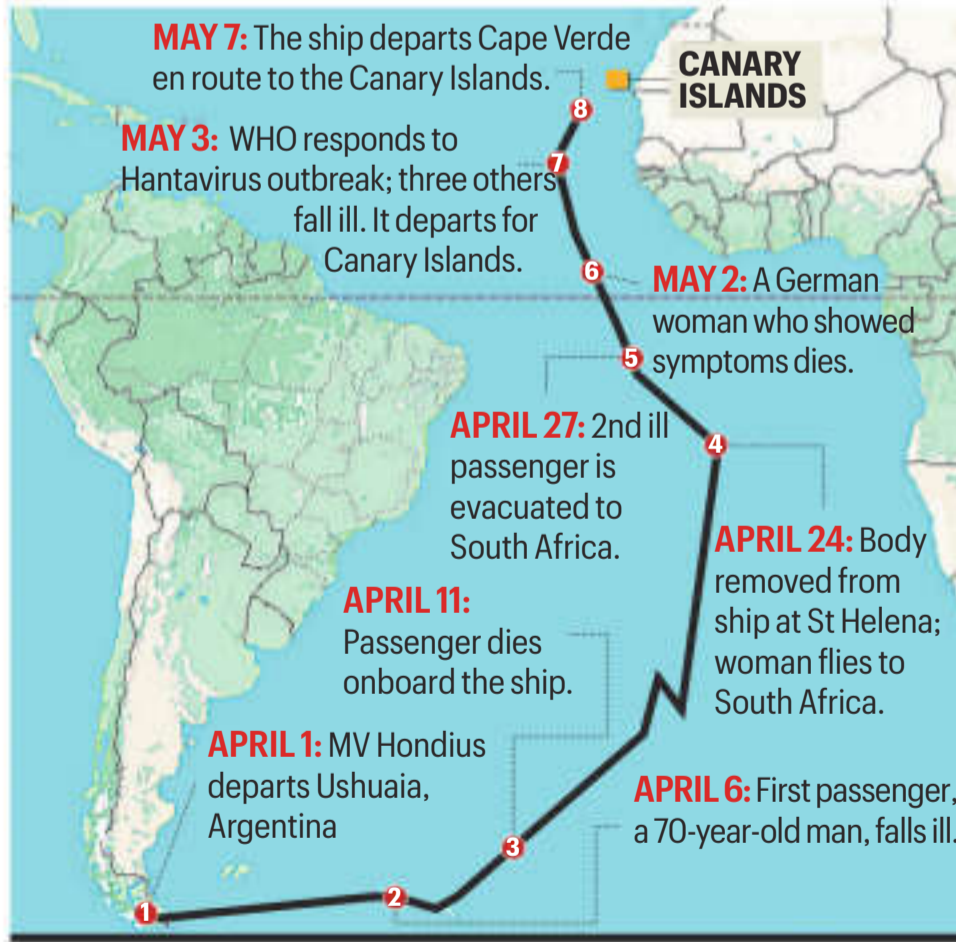 MAY 7: The ship departs Cape Verde
en route to the Canary Islands.
CANARY
ISLANDS
8
MAY 3: WHO responds to
Hantavirus outbreak; three others
fall ill. It departs for
Canary Islands.
7
6
MAY 2: A German
woman who showed
symptoms dies.
5
APRIL 27: 2nd ill
passenger is
evacuated to
South Africa.
4
APRIL 24: Body
removed from
ship at St Helena;
woman flies to
South Africa.
APRIL 11:
Passenger dies
onboard the ship.
APRIL 1: MV Hondius
departs Ushuaia,
Argentina
APRIL 6: First passenger,
a 70-year-old man, falls ill.
3
2
1